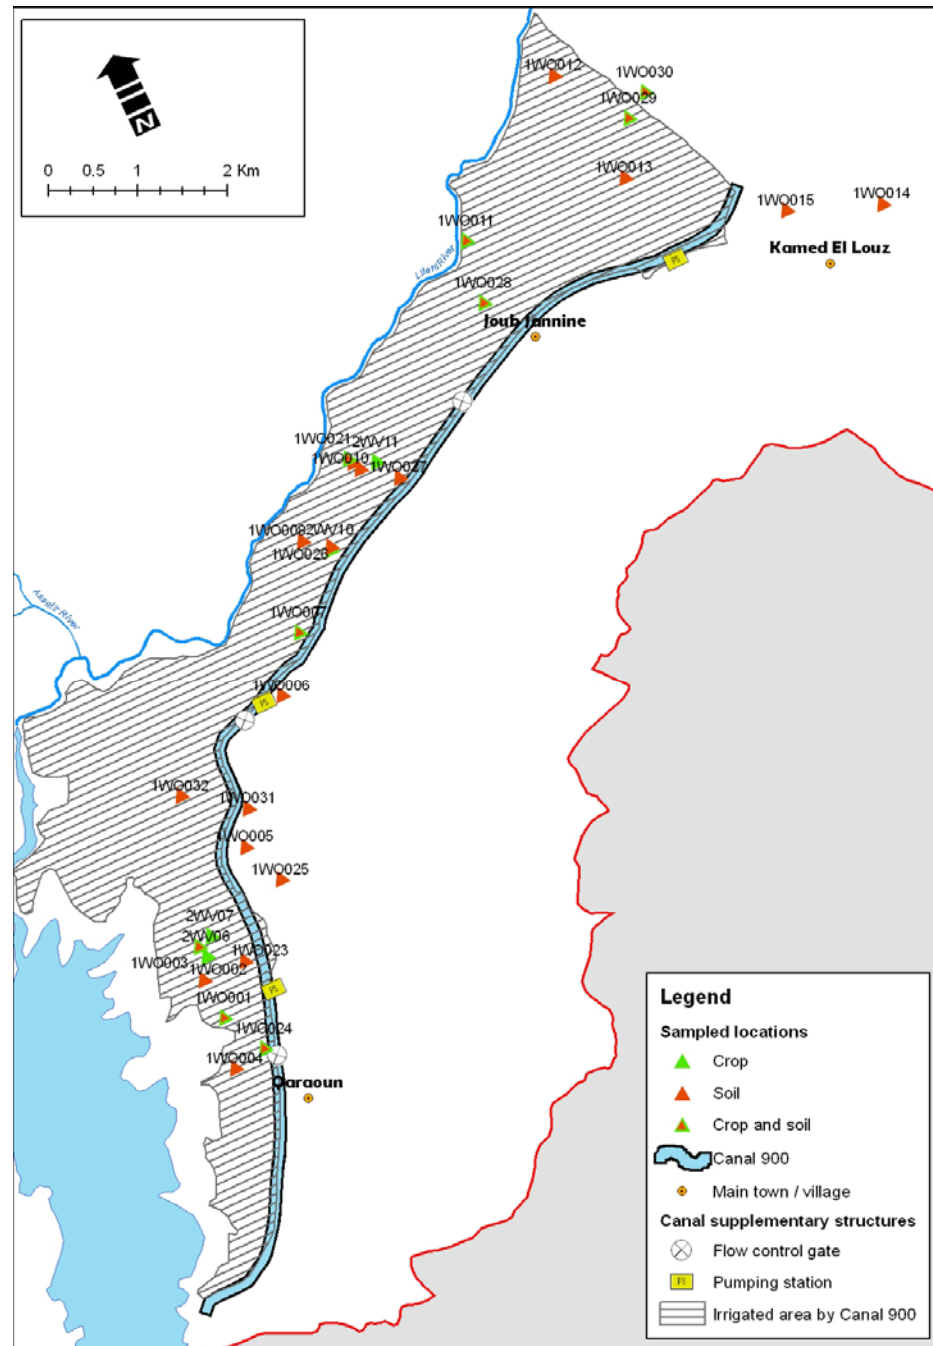 N
0 0.5 1 2 Km
1WO012
1WO030
1WO029
1WO013
1WO014
1WO015
1WO011
Kamed El Louz
PS
Litani River
1WO028
Joub Jannine
1WO021
2WV11
1WO010
1WO027
1WO008
2WV10
1WO026
Assafir River
1WO007
1WO006
PS
1WO032
1WO031
1WO005
1WO025
2WV07
2WV06
1WO023
1WO003
1WO002
PS
1WO001
1WO024
1WO004
Qaraoun
Legend
Sampled locations
Crop
Soil
Crop and soil
Canal 900
Main town / village
Canal supplementary structures
Flow control gate
PS
Pumping station
Irrigated area by Canal 900